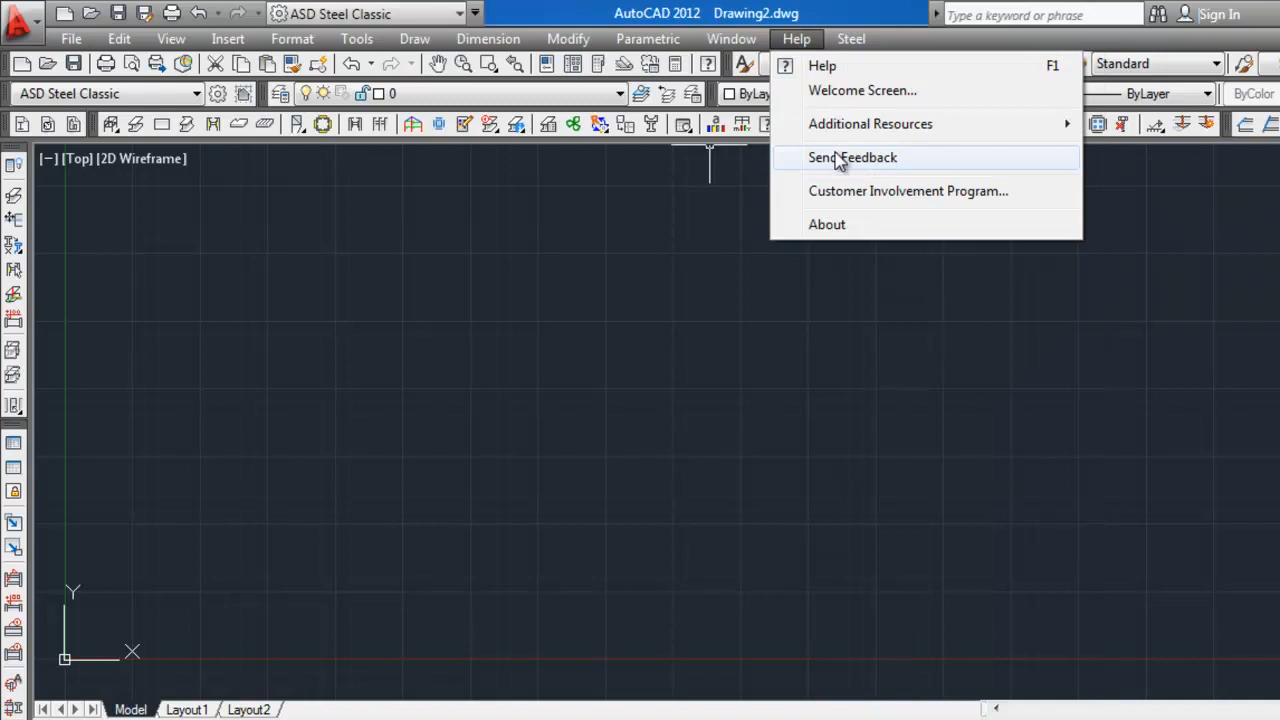 ASD Steel Classic AutoCAD 2012 Drawing2.dwg Type a keyword or phrase Sign In
File Edit View Insert Format Tools Draw Dimension Modify Parametric Window Help Steel
Standard
ASD Steel Classic 0 ByLayer ByColor
Help F1
Welcome Screen...
Additional Resources
Send Feedback
Customer Involvement Program...
About
[−] [Top] [2D Wireframe]
Y
X
Model Layout1 Layout2